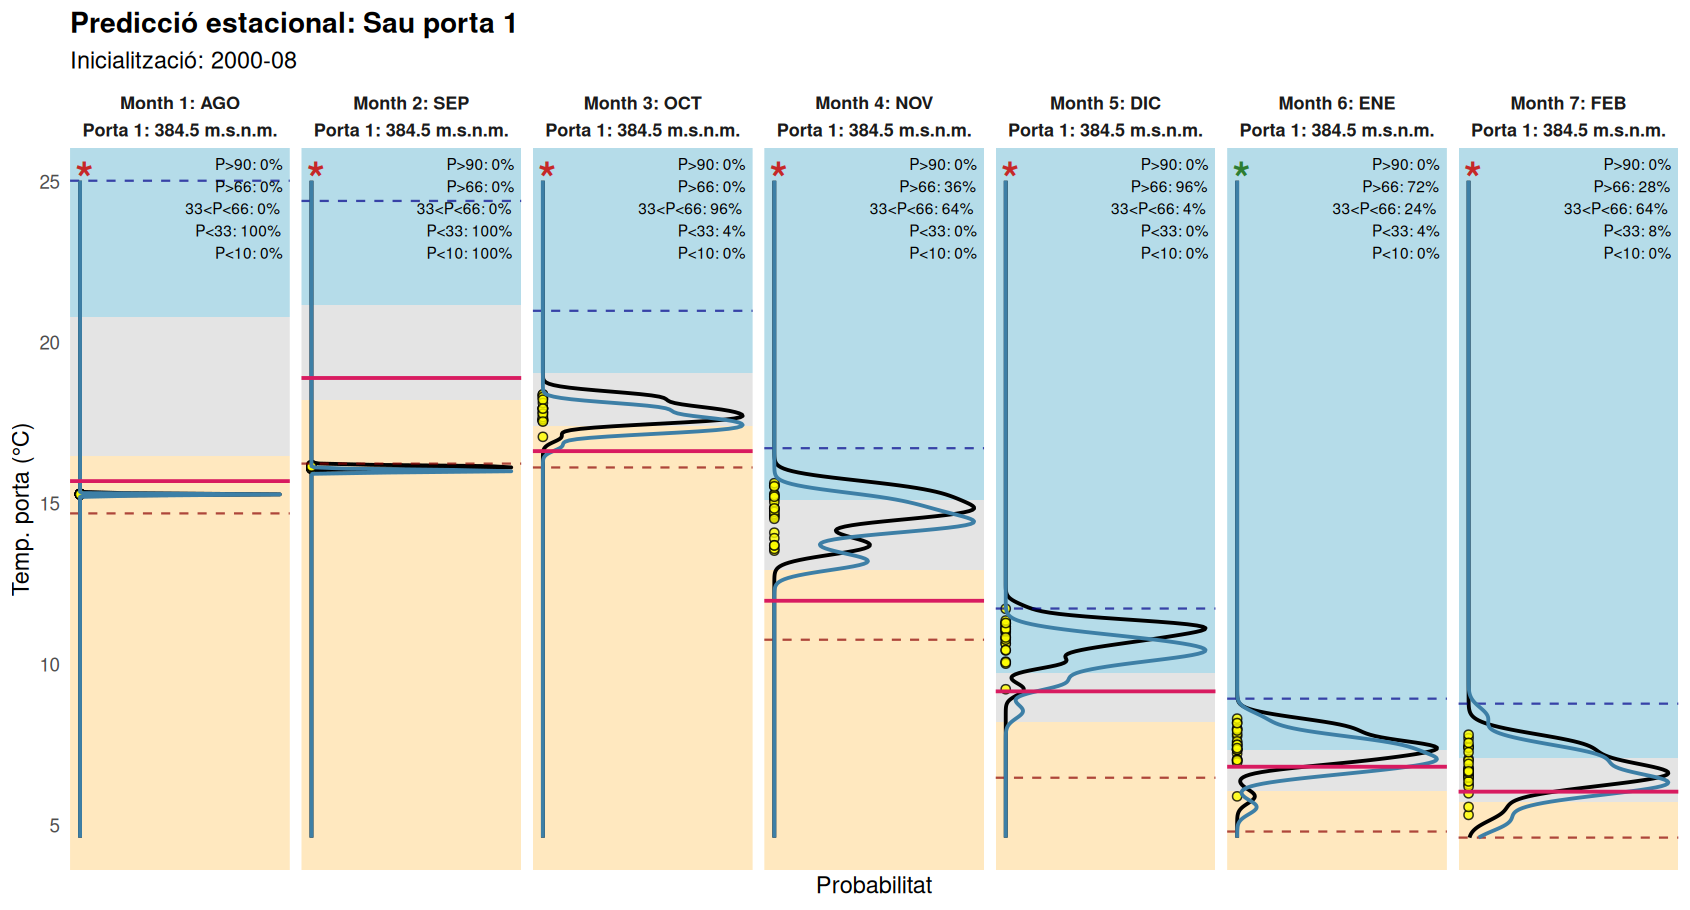 Predicció estacional: Sau porta 1
Inicialització: 2000-08
Month 1: AGO
Porta 1: 384.5 m.s.n.m.
Month 2: SEP
Porta 1: 384.5 m.s.n.m.
Month 3: OCT
Porta 1: 384.5 m.s.n.m.
Month 4: NOV
Porta 1: 384.5 m.s.n.m.
Month 5: DIC
Porta 1: 384.5 m.s.n.m.
Month 6: ENE
Porta 1: 384.5 m.s.n.m.
Month 7: FEB
Porta 1: 384.5 m.s.n.m.
*
P>90: 0%
P>66: 0%
33<P<66: 0%
P<33: 100%
P<10: 0%
*
P>90: 0%
P>66: 0%
33<P<66: 0%
P<33: 100%
P<10: 100%
*
P>90: 0%
P>66: 0%
33<P<66: 96%
P<33: 4%
P<10: 0%
*
P>90: 0%
P>66: 36%
33<P<66: 64%
P<33: 0%
P<10: 0%
*
P>90: 0%
P>66: 96%
33<P<66: 4%
P<33: 0%
P<10: 0%
*
P>90: 0%
P>66: 72%
33<P<66: 24%
P<33: 4%
P<10: 0%
*
P>90: 0%
P>66: 28%
33<P<66: 64%
P<33: 8%
P<10: 0%
25
20
15
10
5
Temp. porta (°C)
Probabilitat